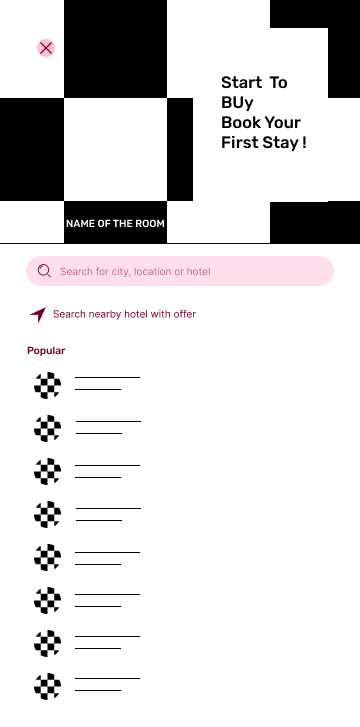 Start To
BUy
Book Your
First Stay !
NAME OF THE ROOM
Search for city, location or hotel
Search nearby hotel with offer
Popular